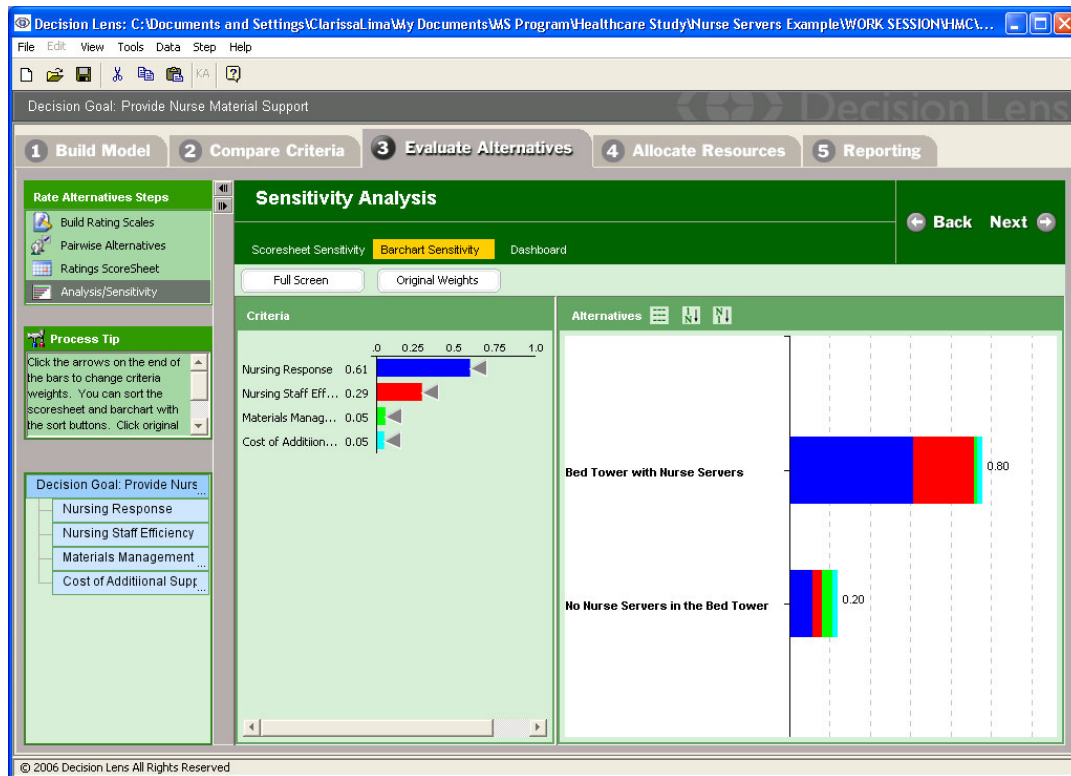 Decision Lens: C:\Documents and Settings\ClarissaLima\My Documents\MS Program\Healthcare Study\Nurse Servers Example\WORK SESSION\HMC\...
File Edit View Tools Data Step Help
KA
Decision Goal: Provide Nurse Material Support
Decision Lens
1 Build Model 2 Compare Criteria 3 Evaluate Alternatives 4 Allocate Resources 5 Reporting
Rate Alternatives Steps
Build Rating Scales
Pairwise Alternatives
Ratings ScoreSheet
Analysis/Sensitivity
Process Tip
Click the arrows on the end of
the bars to change criteria
weights. You can sort the
scoresheet and barchart with
the sort buttons. Click original
Decision Goal: Provide Nurs...
Nursing Response
Nursing Staff Efficiency
Materials Management ...
Cost of Addtiional Supp...
Sensitivity Analysis
Back Next
Scoresheet Sensitivity Barchart Sensitivity Dashboard
Full Screen Original Weights
Criteria
.0 0.25 0.5 0.75 1.0
Nursing Response 0.61
Nursing Staff Eff... 0.29
Materials Manag... 0.05
Cost of Addtiion... 0.05
Alternatives
Bed Tower with Nurse Servers 0.80
No Nurse Servers in the Bed Tower 0.20
© 2006 Decision Lens All Rights Reserved